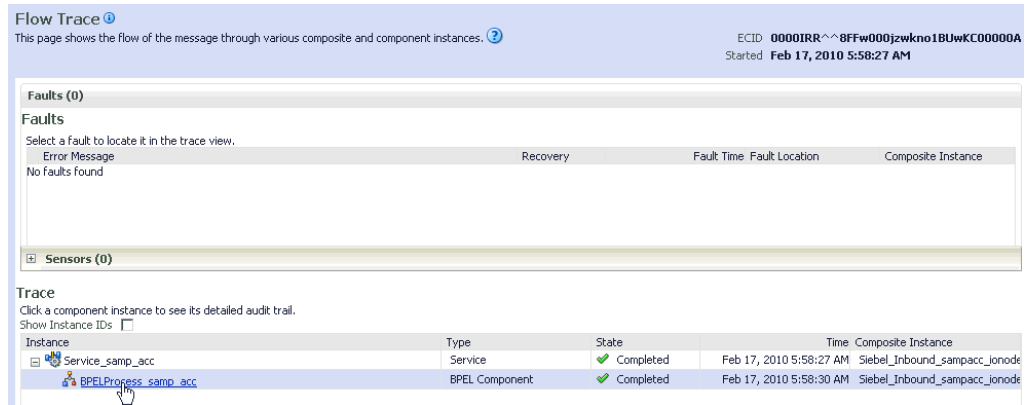 Flow Trace
This page shows the flow of the message through various composite and component instances.
ECID 0000IRR^^8FFw000jzwkno1BUwKC00000A
Started Feb 17, 2010 5:58:27 AM
Faults (0)
Faults
Select a fault to locate it in the trace view.
Error Message Recovery Fault Time Fault Location Composite Instance
No faults found
Sensors (0)
Trace
Click a component instance to see its detailed audit trail.
Show Instance IDs
Instance Type State Time Composite Instance
Service_samp_acc Service Completed Feb 17, 2010 5:58:27 AM Siebel_Inbound_sampacc_ionode
BPELProcess_samp_acc BPEL Component Completed Feb 17, 2010 5:58:30 AM Siebel_Inbound_sampacc_ionode